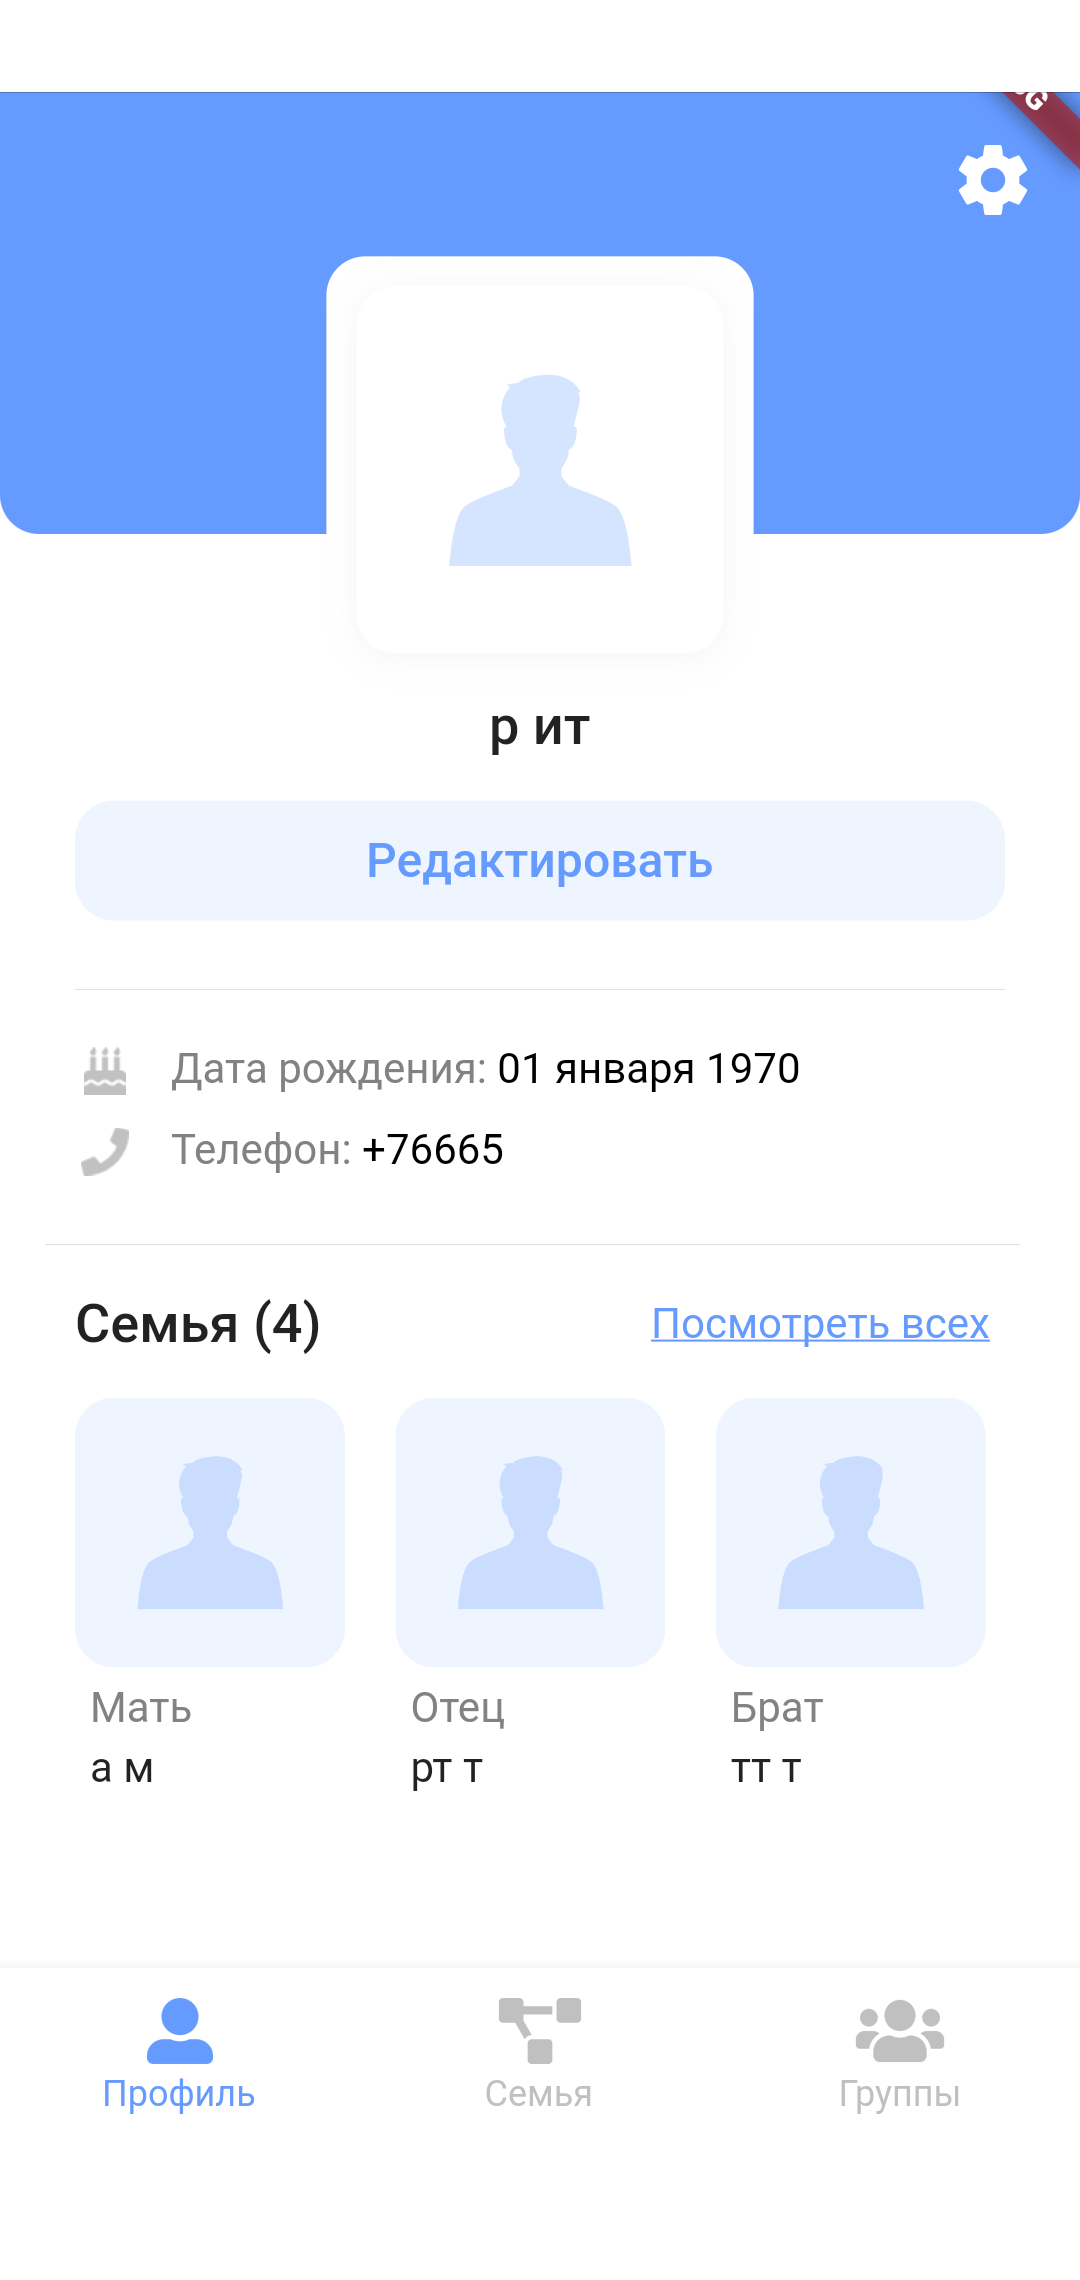 р ит
Редактировать
Дата рождения: 01 января 1970
Телефон: +76665
Семья (4) Посмотреть всех
Мать Отец Брат
а м рт т тт т
Профиль Семья Группы